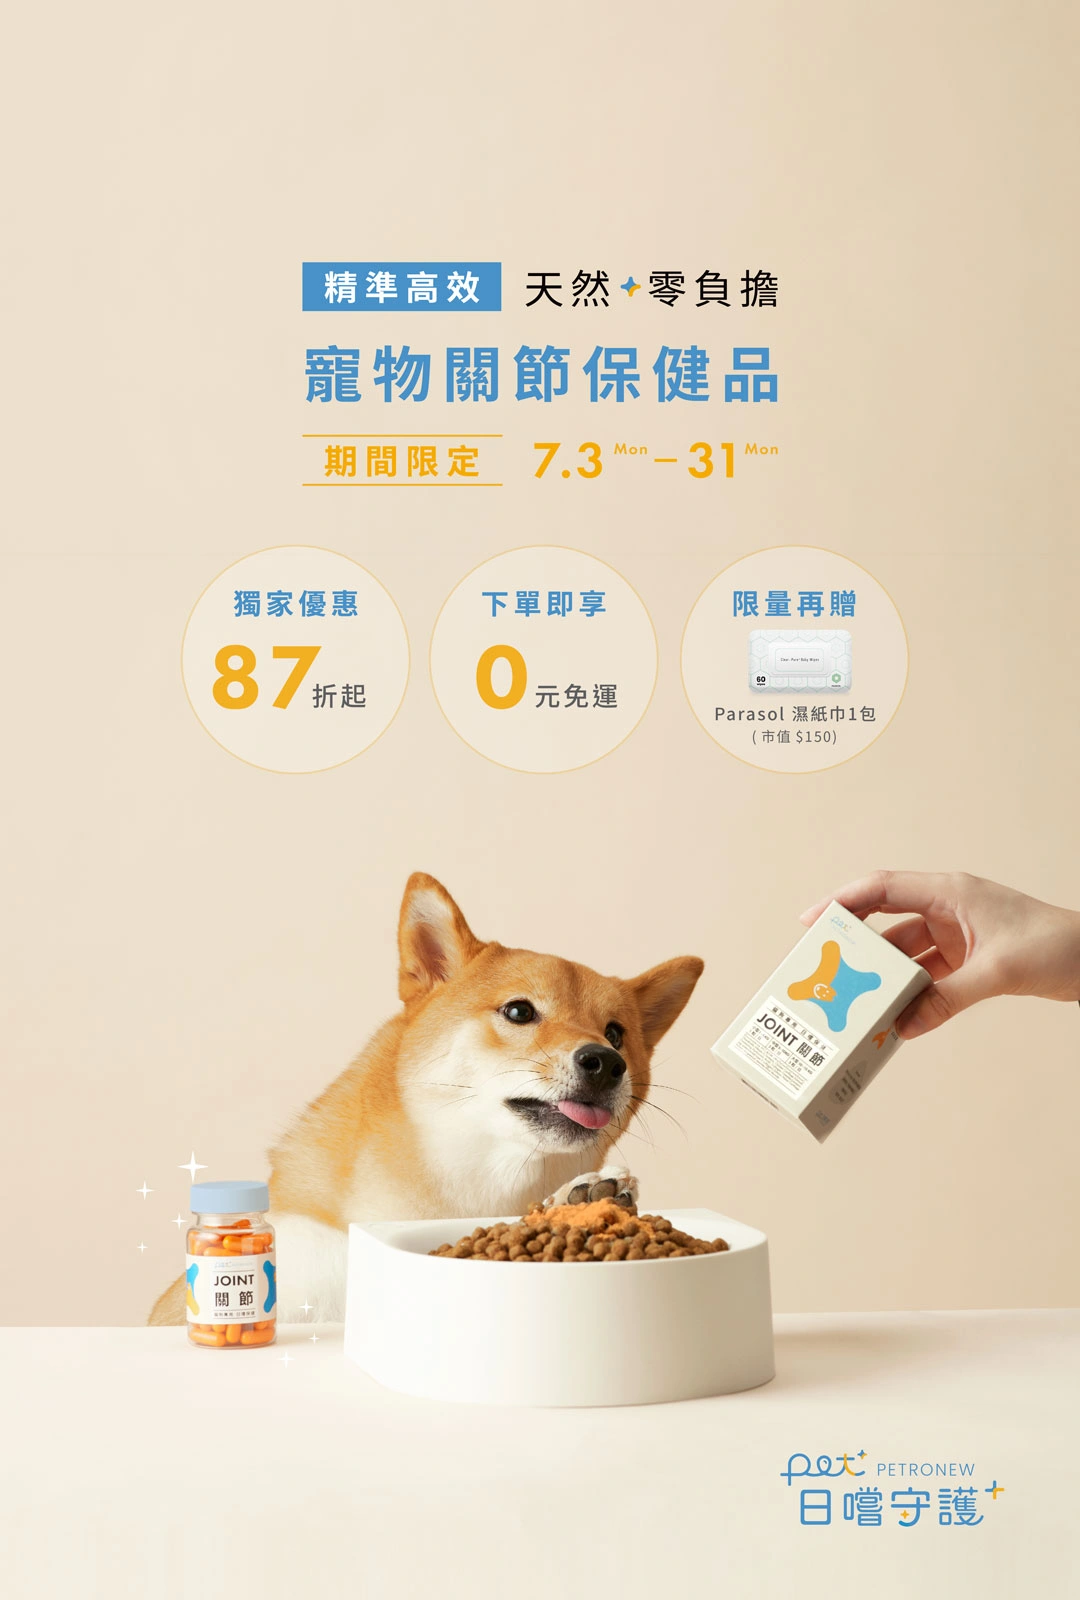 精準高效 天然 零負擔
寵物關節保健品
期間限定 7.3 Mon – 31 Mon
獨家優惠
87折起
下單即享
0元免運
限量再贈
60
Parasol 濕紙巾1包
( 市值 $150)
pet
JOINT 關節
JOINT
關節
pet PETRONEW
日嚐守護